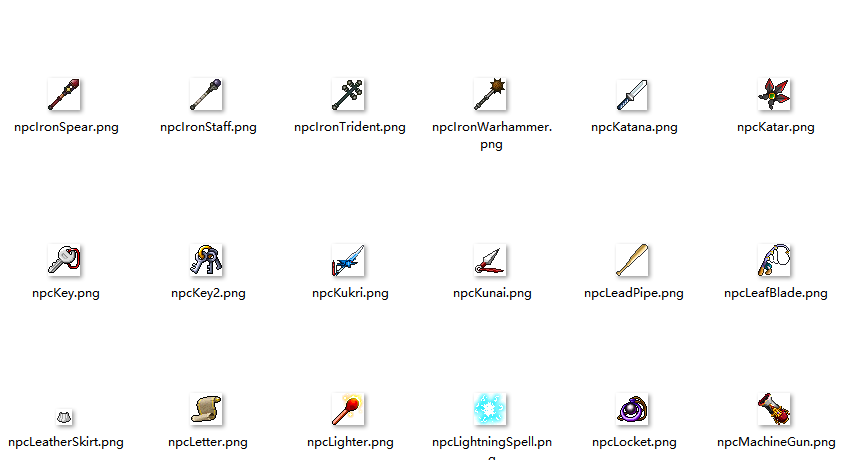 npcIronSpear.png
npcIronStaff.png
npcIronTrident.png
npcIronWarhammer.
png
npcKatana.png
npcKatar.png
npcKey.png
npcKey2.png
npcKukri.png
npcKunai.png
npcLeadPipe.png
npcLeafBlade.png
npcLeatherSkirt.png
npcLetter.png
npcLighter.png
npcLightningSpell.pn
g
npcLocket.png
npcMachineGun.png